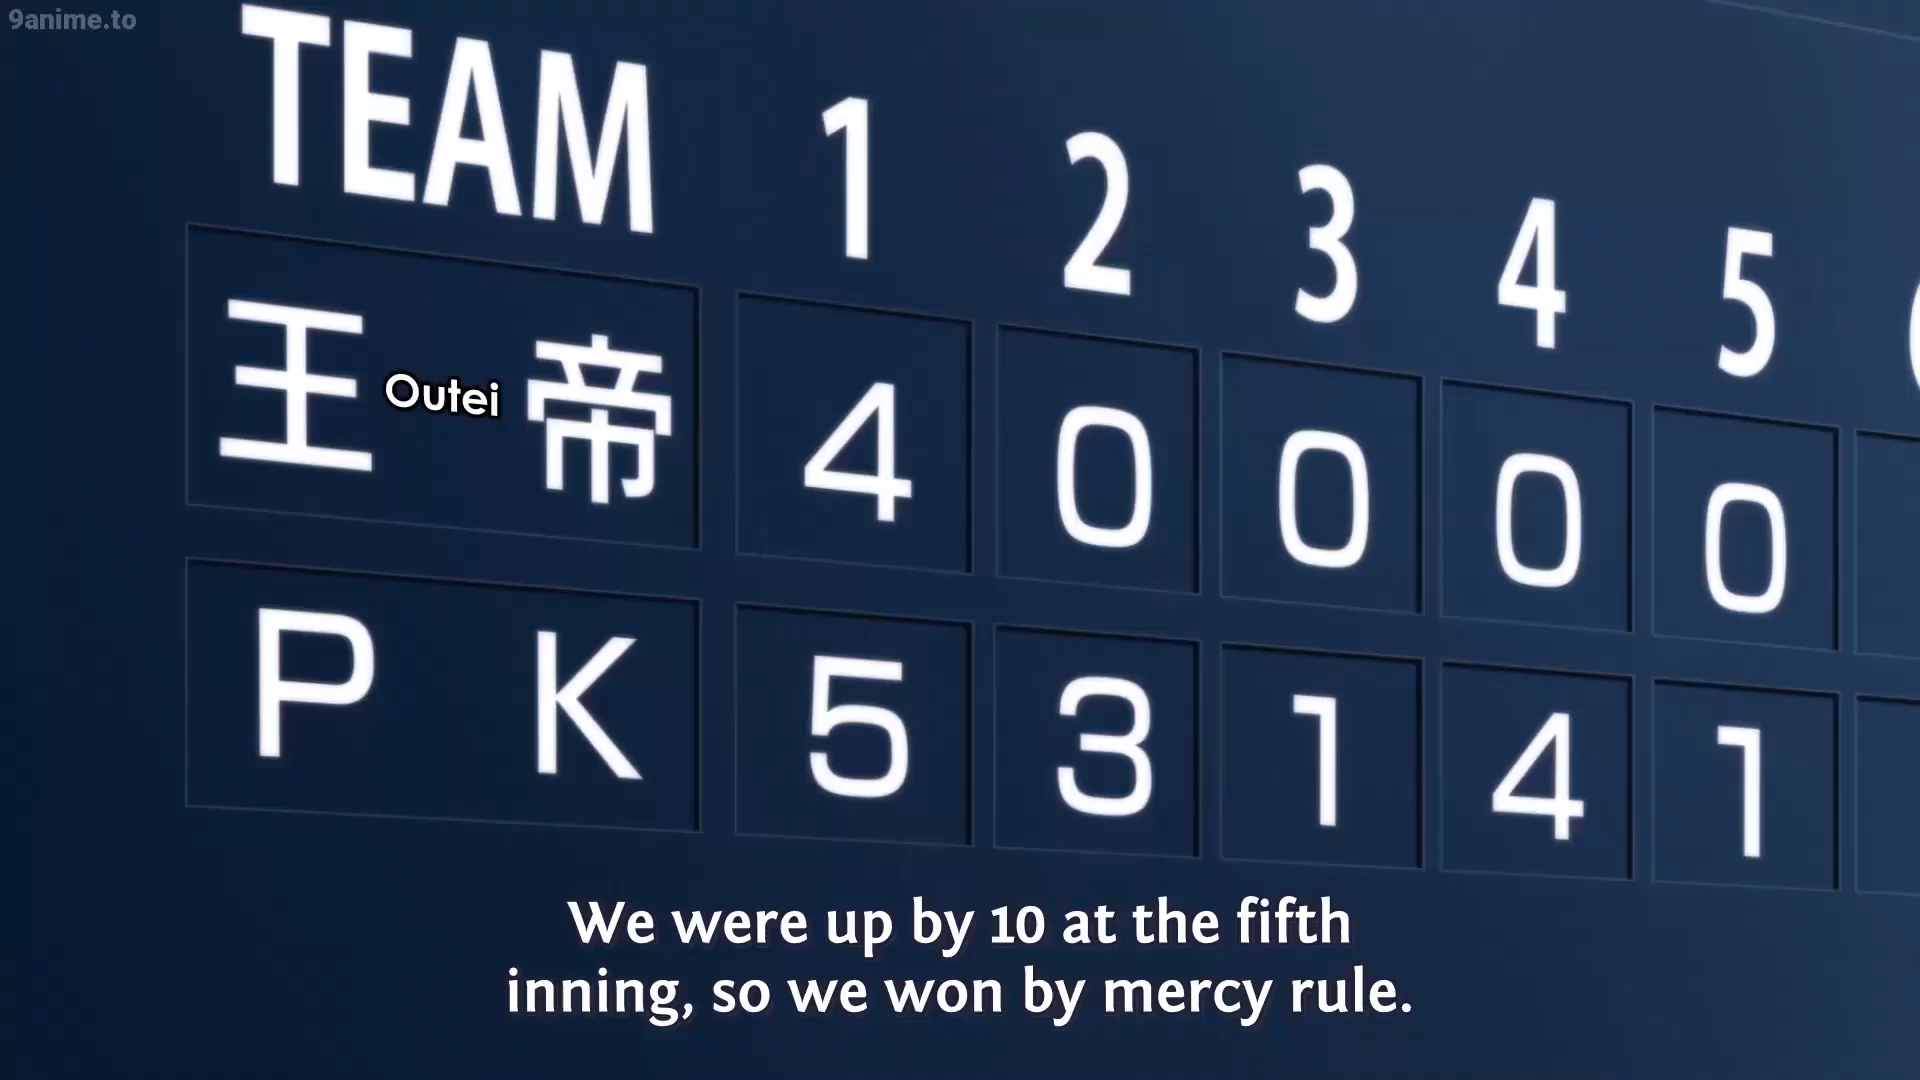 9anime.to
TEAM 1 2 3 4 5
王 Outei 帝 4 0 0 0 0
P K 5 3 1 4 1
We were up by 10 at the fifth
inning, so we won by mercy rule.